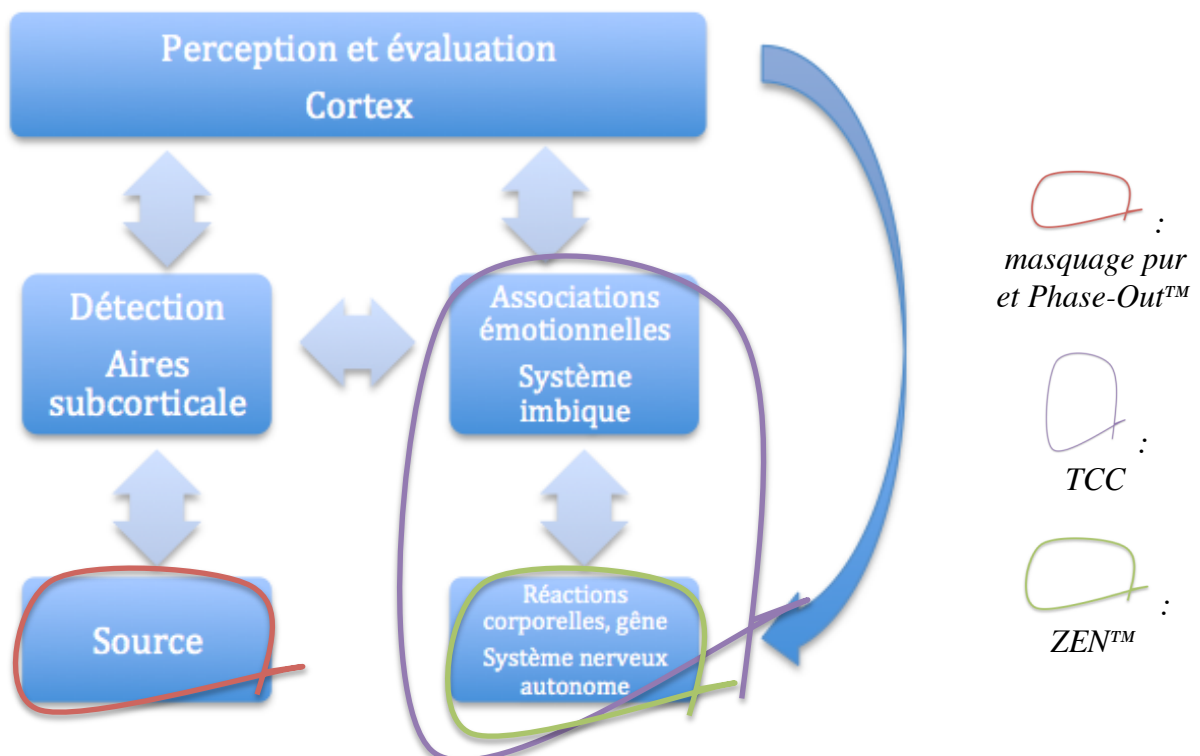 Perception et évaluation
Cortex
Détection
Aires
subcorticale
Associations
émotionnelles
Système
imbique
Source
Réactions
corporelles, gêne
Système nerveux
autonome
:
masquage pur
et Phase-Out™
:
TCC
:
ZEN™